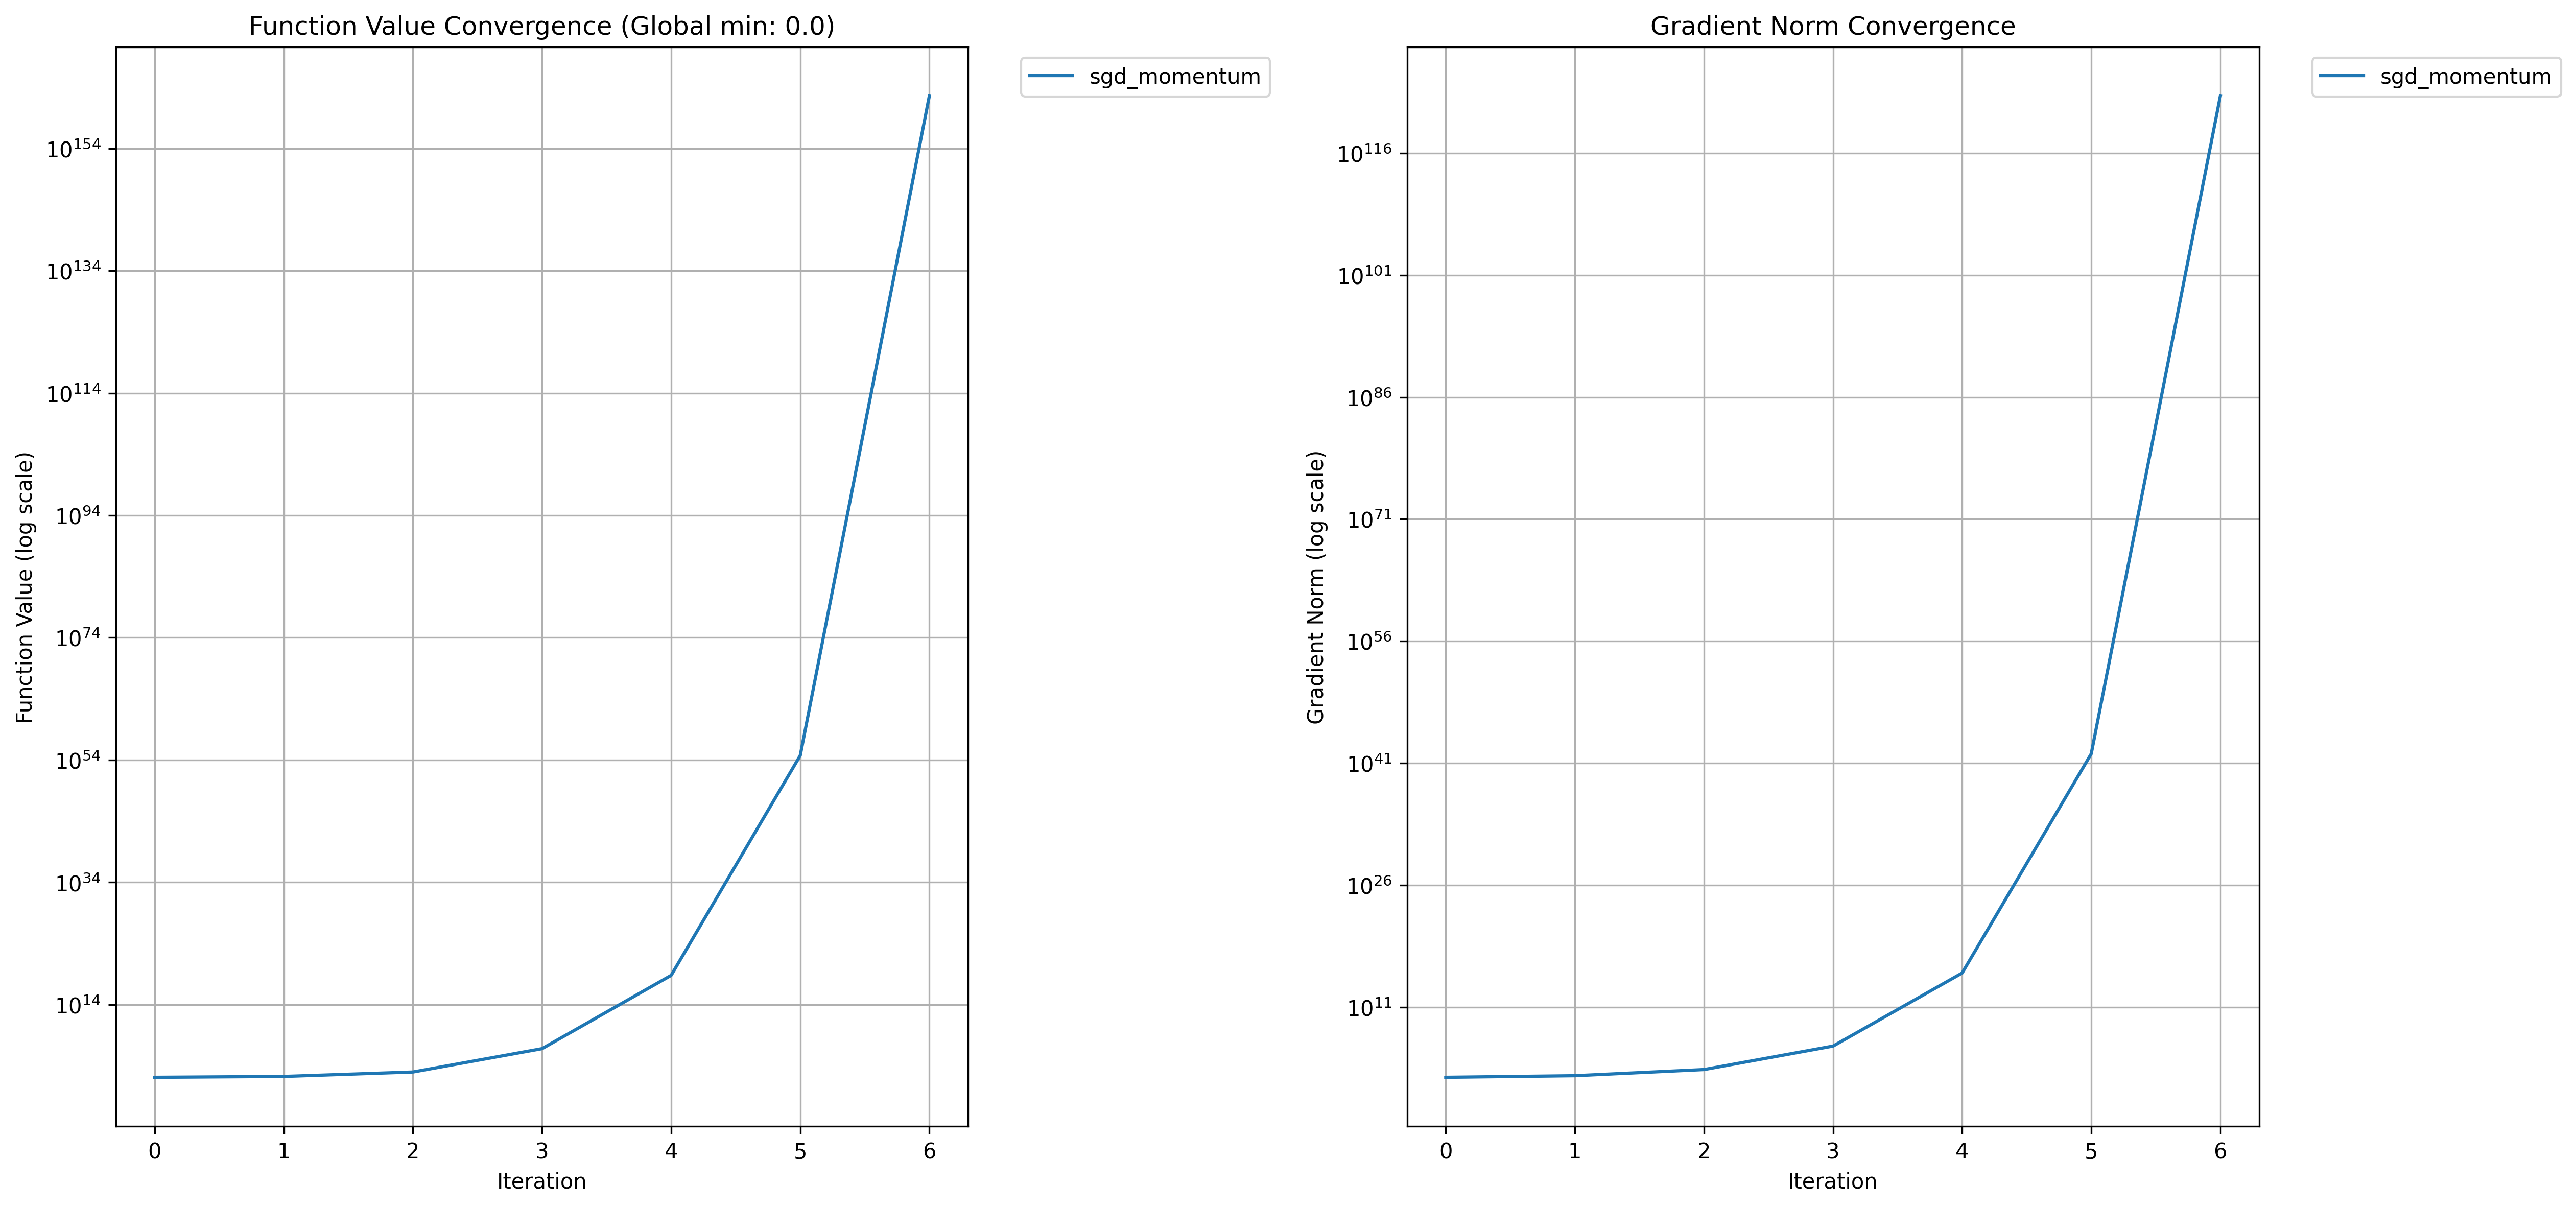 Function Value Convergence (Global min: 0.0)
sgd_momentum
Function Value (log scale)
10^154
10^134
10^114
10^94
10^74
10^54
10^34
10^14
0 1 2 3 4 5 6
Iteration
Gradient Norm Convergence
sgd_momentum
Gradient Norm (log scale)
10^116
10^101
10^86
10^71
10^56
10^41
10^26
10^11
0 1 2 3 4 5 6
Iteration